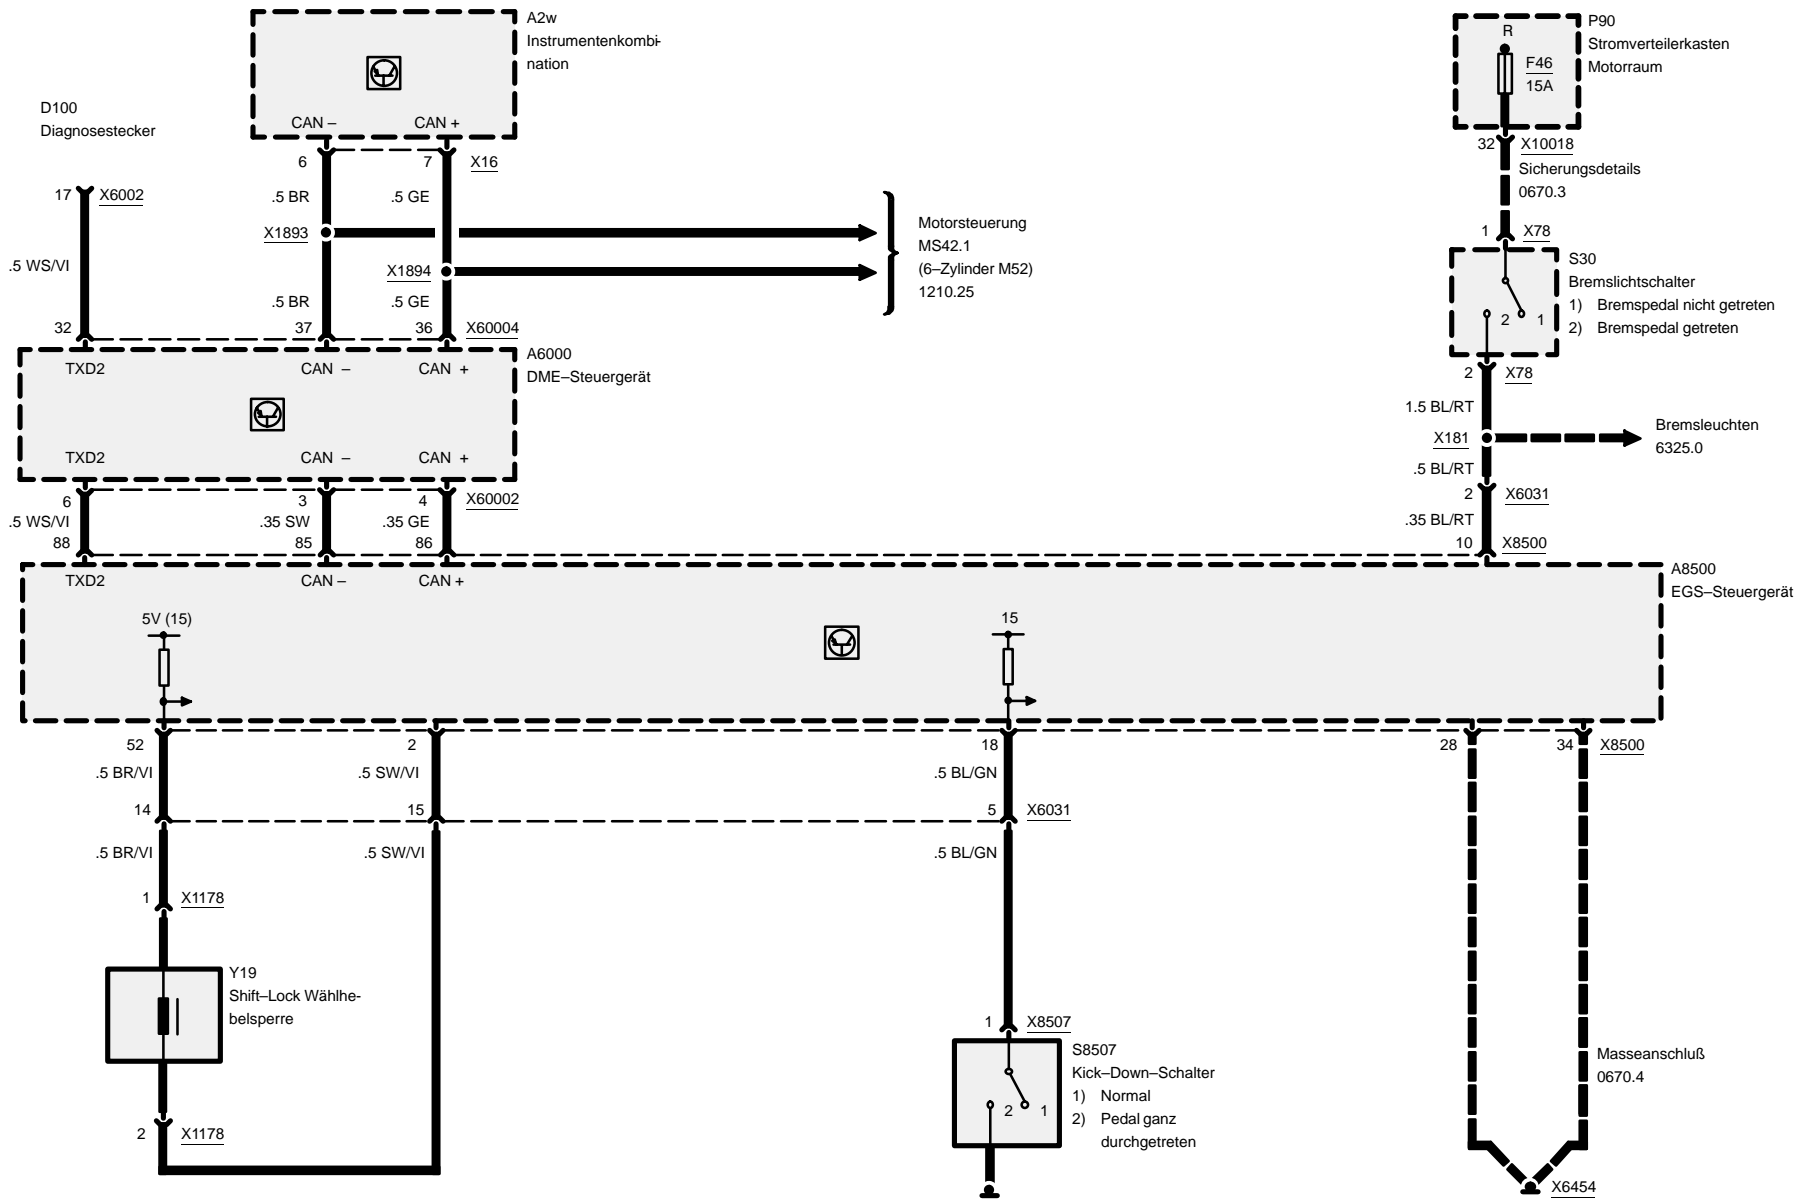 A2w
Instrumentenkombi-
nation
CAN –
CAN +
6
7
X16
D100
Diagnosestecker
17
X6002
.5 BR
.5 GE
X1893
X1894
Motorsteuerung
MS42.1
(6–Zylinder M52)
1210.25
.5 WS/VI
.5 BR
.5 GE
32
37
36
X60004
TXD2
CAN –
CAN +
A6000
DME–Steuergerät
TXD2
CAN –
CAN +
6
3
4
X60002
.5 WS/VI
.35 SW
.35 GE
88
85
86
P90
Stromverteilerkasten
Motorraum
R
F46
15A
32
X10018
Sicherungsdetails
0670.3
1
X78
S30
Bremslichtschalter
1) Bremspedal nicht getreten
2) Bremspedal getreten
2
1
2
X78
1.5 BL/RT
X181
Bremsleuchten
6325.0
.5 BL/RT
2
X6031
.35 BL/RT
10
X8500
TXD2
CAN –
CAN +
A8500
EGS–Steuergerät
5V (15)
15
52
2
18
28
34
X8500
.5 BR/VI
.5 SW/VI
.5 BL/GN
14
15
5
X6031
.5 BR/VI
.5 SW/VI
.5 BL/GN
1
X1178
Y19
Shift–Lock Wählhe-
belsperre
2
X1178
1
X8507
S8507
Kick–Down–Schalter
1) Normal
2) Pedal ganz
durchgetreten
2
1
Masseanschluß
0670.4
X6454